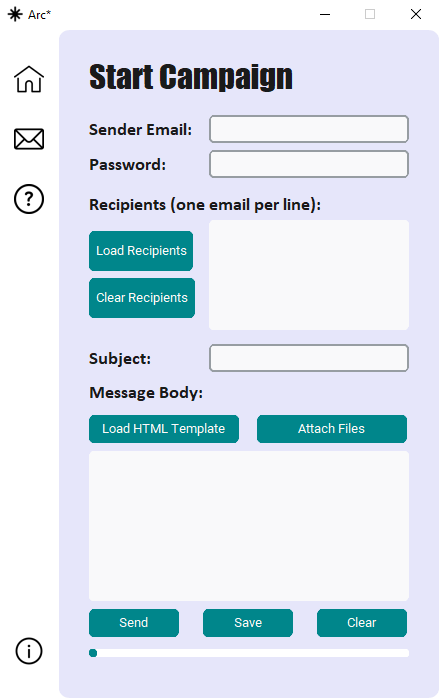 Arc*
Start Campaign
Sender Email:
Password:
Recipients (one email per line):
Load Recipients
Clear Recipients
Subject:
Message Body:
Load HTML Template
Attach Files
Send
Save
Clear